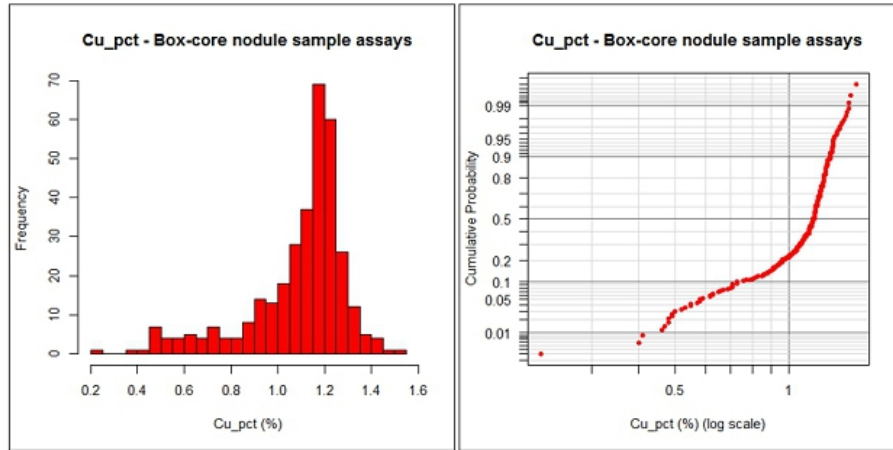 Cu_pct - Box-core nodule sample assays
Frequency
70
60
50
40
30
20
10
0
0.2 0.4 0.6 0.8 1.0 1.2 1.4 1.6
Cu_pct (%)
Cu_pct - Box-core nodule sample assays
Cumulative Probability
0.99
0.95
0.9
0.8
0.5
0.2
0.1
0.05
0.01
0.5 1
Cu_pct (%) (log scale)